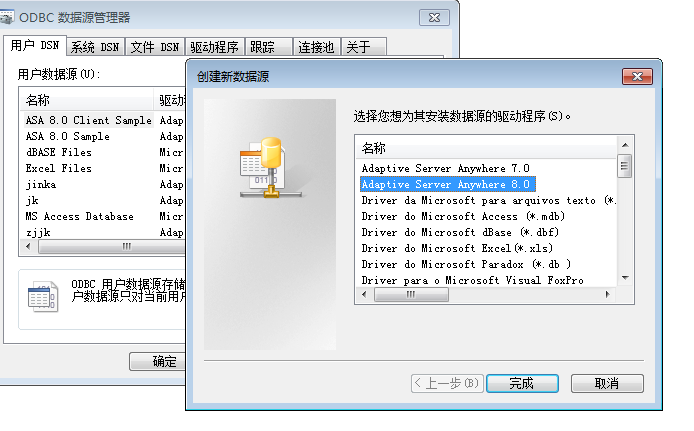 ODBC 数据源管理器
用户 DSN 系统 DSN 文件 DSN 驱动程序 跟踪 连接池 关于
用户数据源(U):
名称 驱动
ASA 8.0 Client Sample Adap
ASA 8.0 Sample Adap
dBASE Files Micr
Excel Files Micr
jinka Adap
jk Adap
MS Access Database Micr
zjjk Adap
ODBC 用户数据源存储
户数据源只对当前用户
确定
创建新数据源
选择您想为其安装数据源的驱动程序(S)。
名称
Adaptive Server Anywhere 7.0
Adaptive Server Anywhere 8.0
Driver da Microsoft para arquivos texto (*.
Driver do Microsoft Access (*.mdb)
Driver do Microsoft dBase (*.dbf)
Driver do Microsoft Excel(*.xls)
Driver do Microsoft Paradox (*.db )
Driver para o Microsoft Visual FoxPro
< 上一步(B) 完成 取消